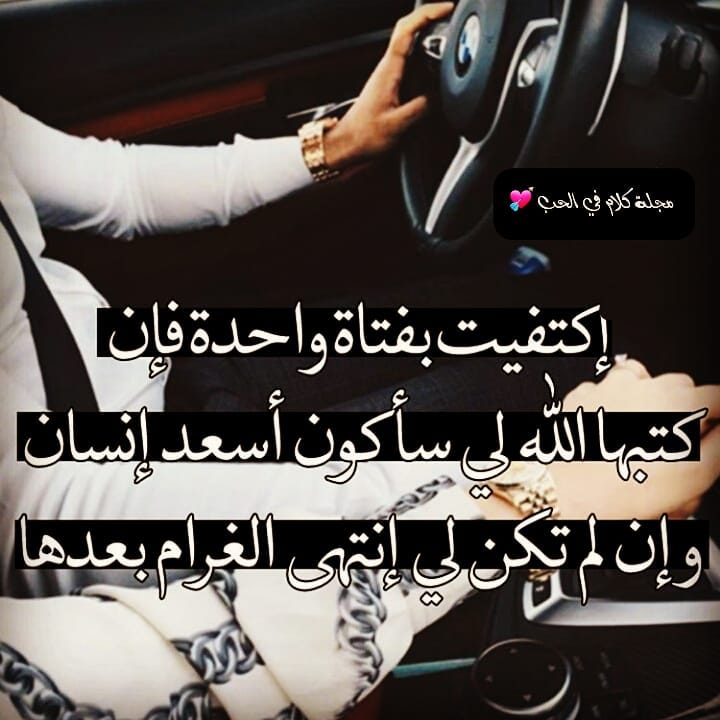 مجلة كلام في الحب 💘
إكتفيت بفتاة واحدة فإن
كتبها الله لي سأكون أسعد إنسان
وإن لم تكن لي إنتهى الغرام بعدها